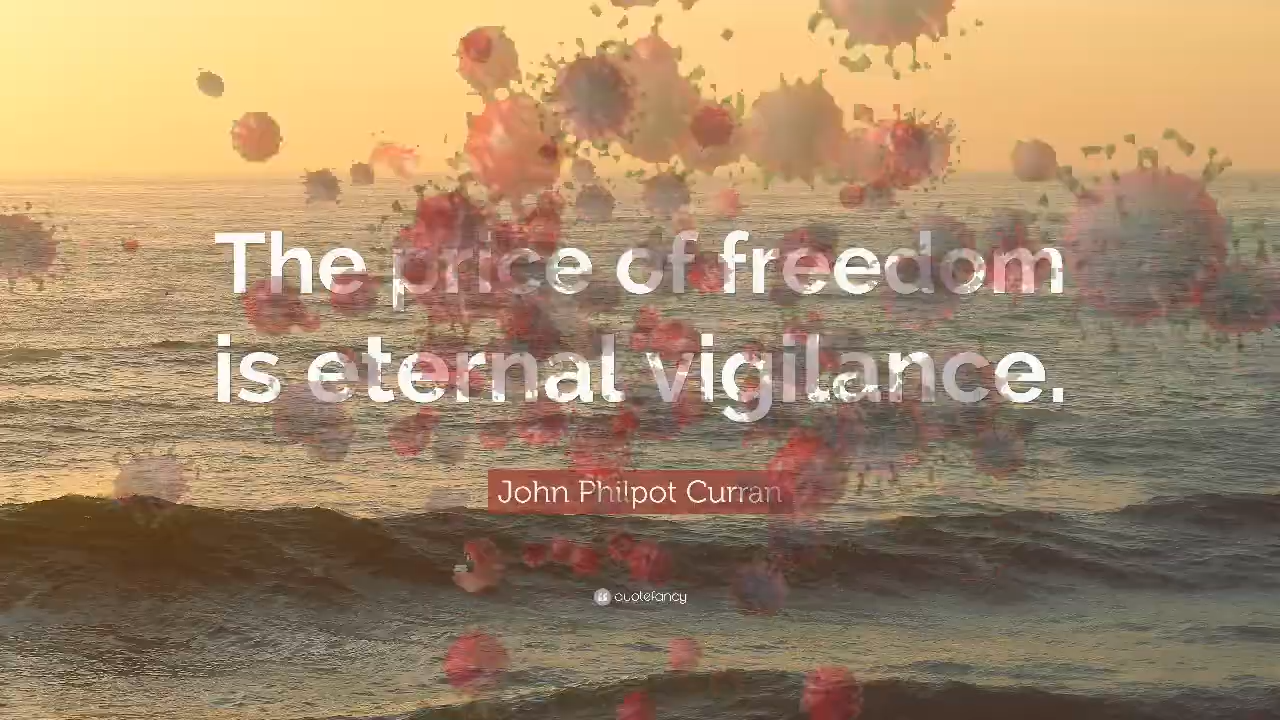 The price of freedom
is eternal vigilance.
John Philpot Curran
quotefancy